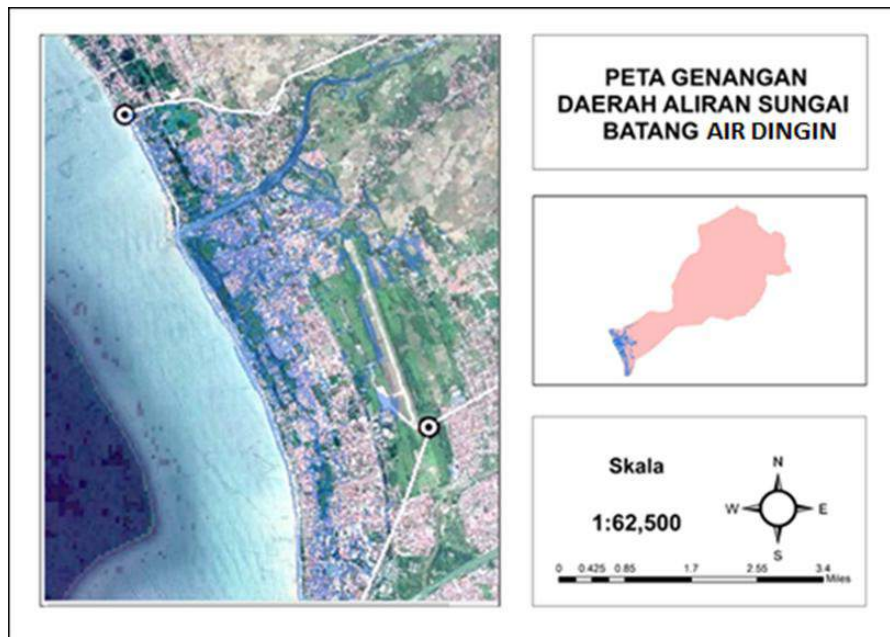 PETA GENANGAN
DAERAH ALIRAN SUNGAI
BATANG AIR DINGIN
Skala
1:62,500
N
W E
S
0 0.425 0.85 1.7 2.55 3.4
Miles